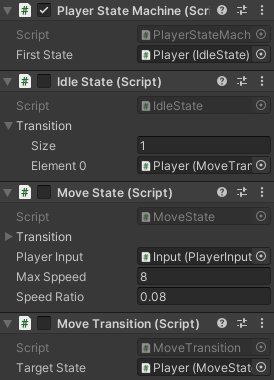 Player State Machine (Scri
Script PlayerStateMach
First State Player (IdleState)
Idle State (Script)
Script IdleState
Transition
Size 1
Element 0 Player (MoveTran
Move State (Script)
Script MoveState
Transition
Player Input Input (PlayerInput
Max Sppeed 8
Speed Ratio 0.08
Move Transition (Script)
Script MoveTransition
Target State Player (MoveState